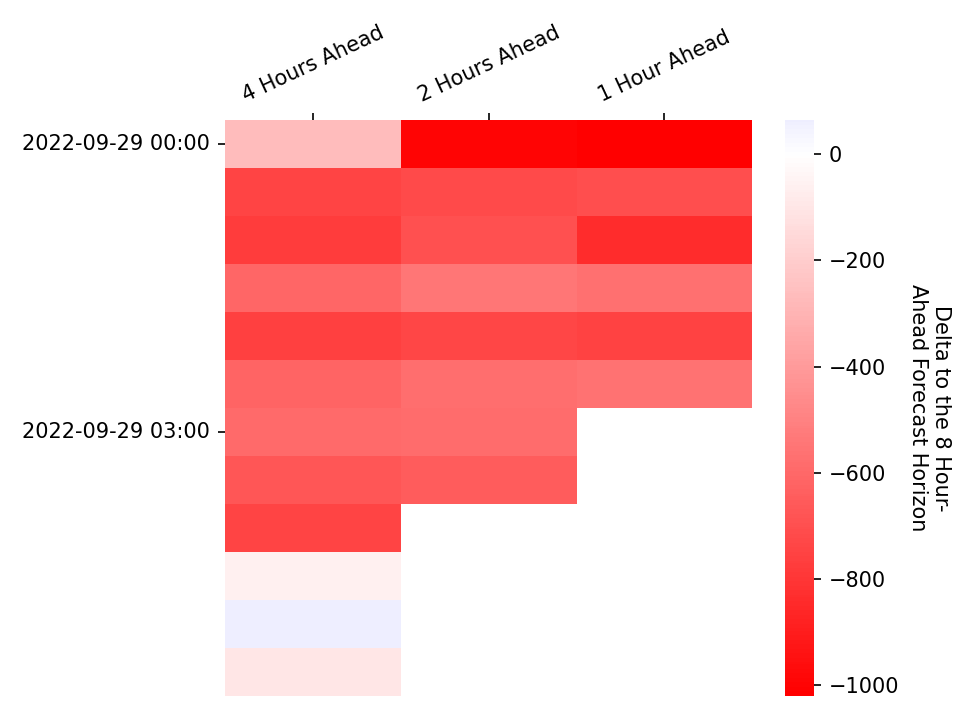 4 Hours Ahead
2 Hours Ahead
1 Hour Ahead
2022-09-29 00:00
2022-09-29 03:00
0
−200
−400
−600
−800
−1000
Delta to the 8 Hour-
Ahead Forecast Horizon